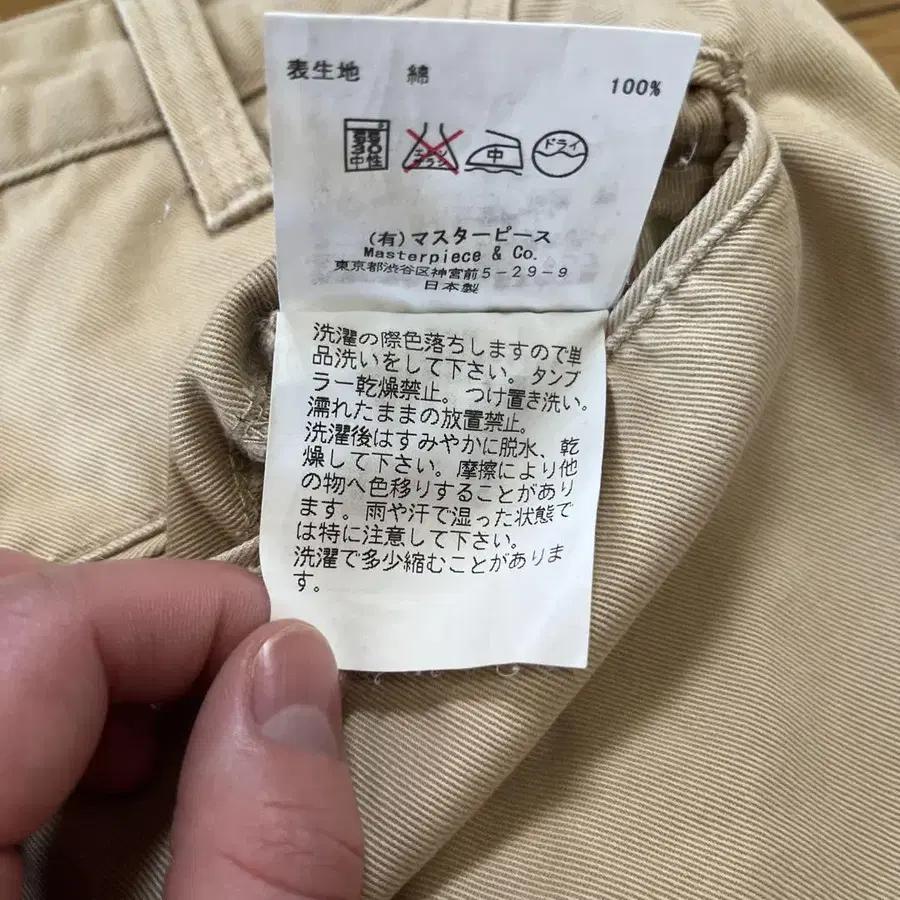 表生地 綿 100%
弱 30 中性 エンソ サラシ 中 ドライ
(有)マスターピース
Masterpiece & Co.
東京都渋谷区神宮前5-29-9
日本製
洗濯の際色落ちしますので単
品洗いをして下さい。タンブ
ラー乾燥禁止。つけ置き洗い。
濡れたままの放置禁止。
洗濯後はすみやかに脱水、乾
燥して下さい。摩擦により他
の物へ色移りすることがあり
ます。雨や汗で湿った状態で
は特に注意して下さい。
洗濯で多少縮むことがありま
す。